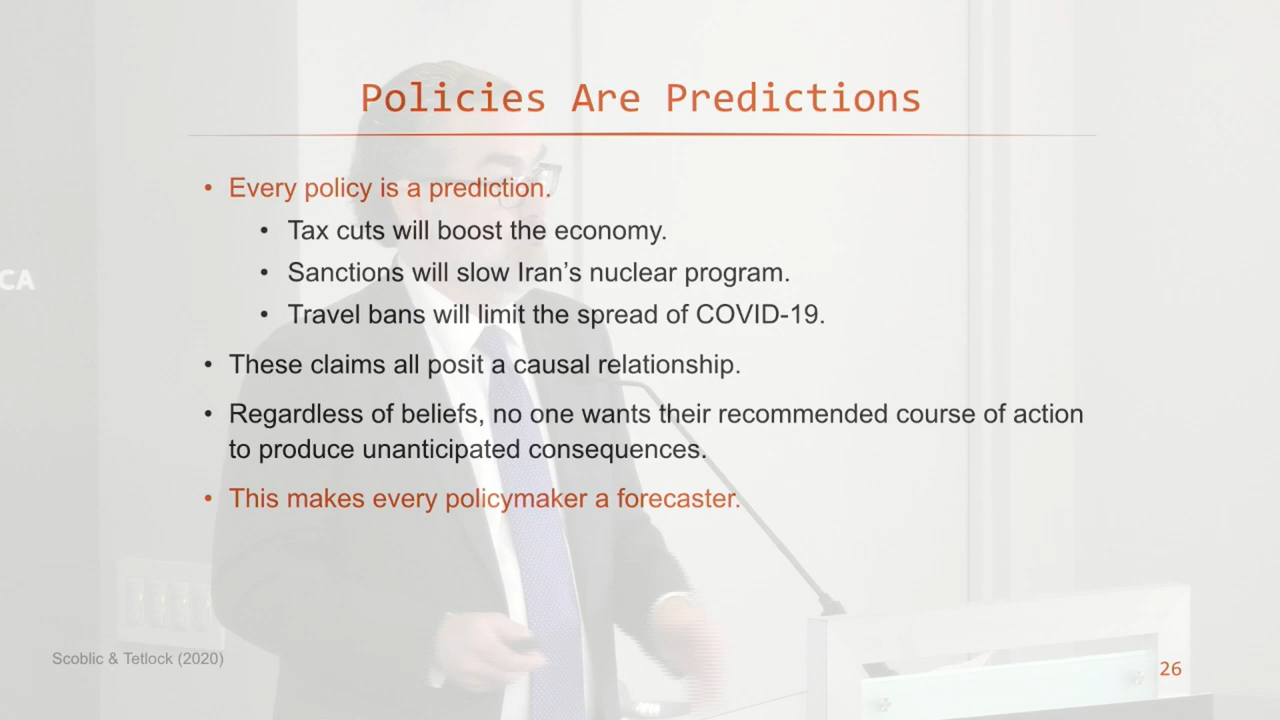 Policies Are Predictions
• Every policy is a prediction.
• Tax cuts will boost the economy.
• Sanctions will slow Iran’s nuclear program.
• Travel bans will limit the spread of COVID-19.
• These claims all posit a causal relationship.
• Regardless of beliefs, no one wants their recommended course of action
to produce unanticipated consequences.
• This makes every policymaker a forecaster.
CA
Scoblic & Tetlock (2020)
26